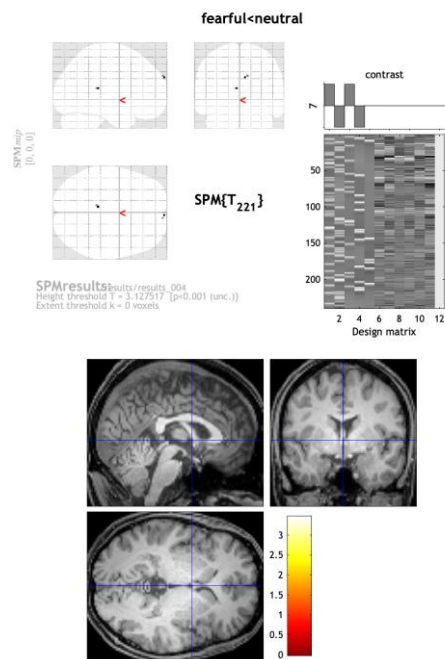 fearful<neutral
SPMmip
[0, 0, 0]
<
<
<
SPM{T221}
contrast
7
50
100
150
200
2 4 6 8 10 12
Design matrix
SPMresults: results/results_004
Height threshold T = 3.127517 {p<0.001 (unc.)}
Extent threshold k = 0 voxels
3
2.5
2
1.5
1
0.5
0